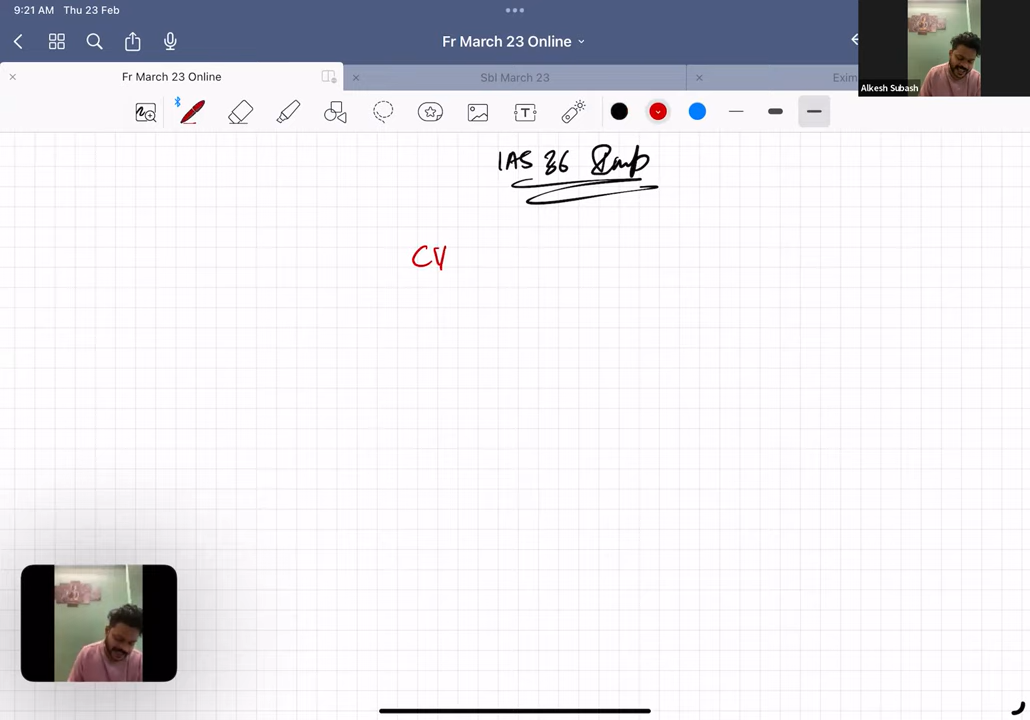 9:21 AM Thu 23 Feb
Fr March 23 Online
Fr March 23 Online
Sbl March 23
Exim
Alkesh Subash
IAS 36 Imp
CV